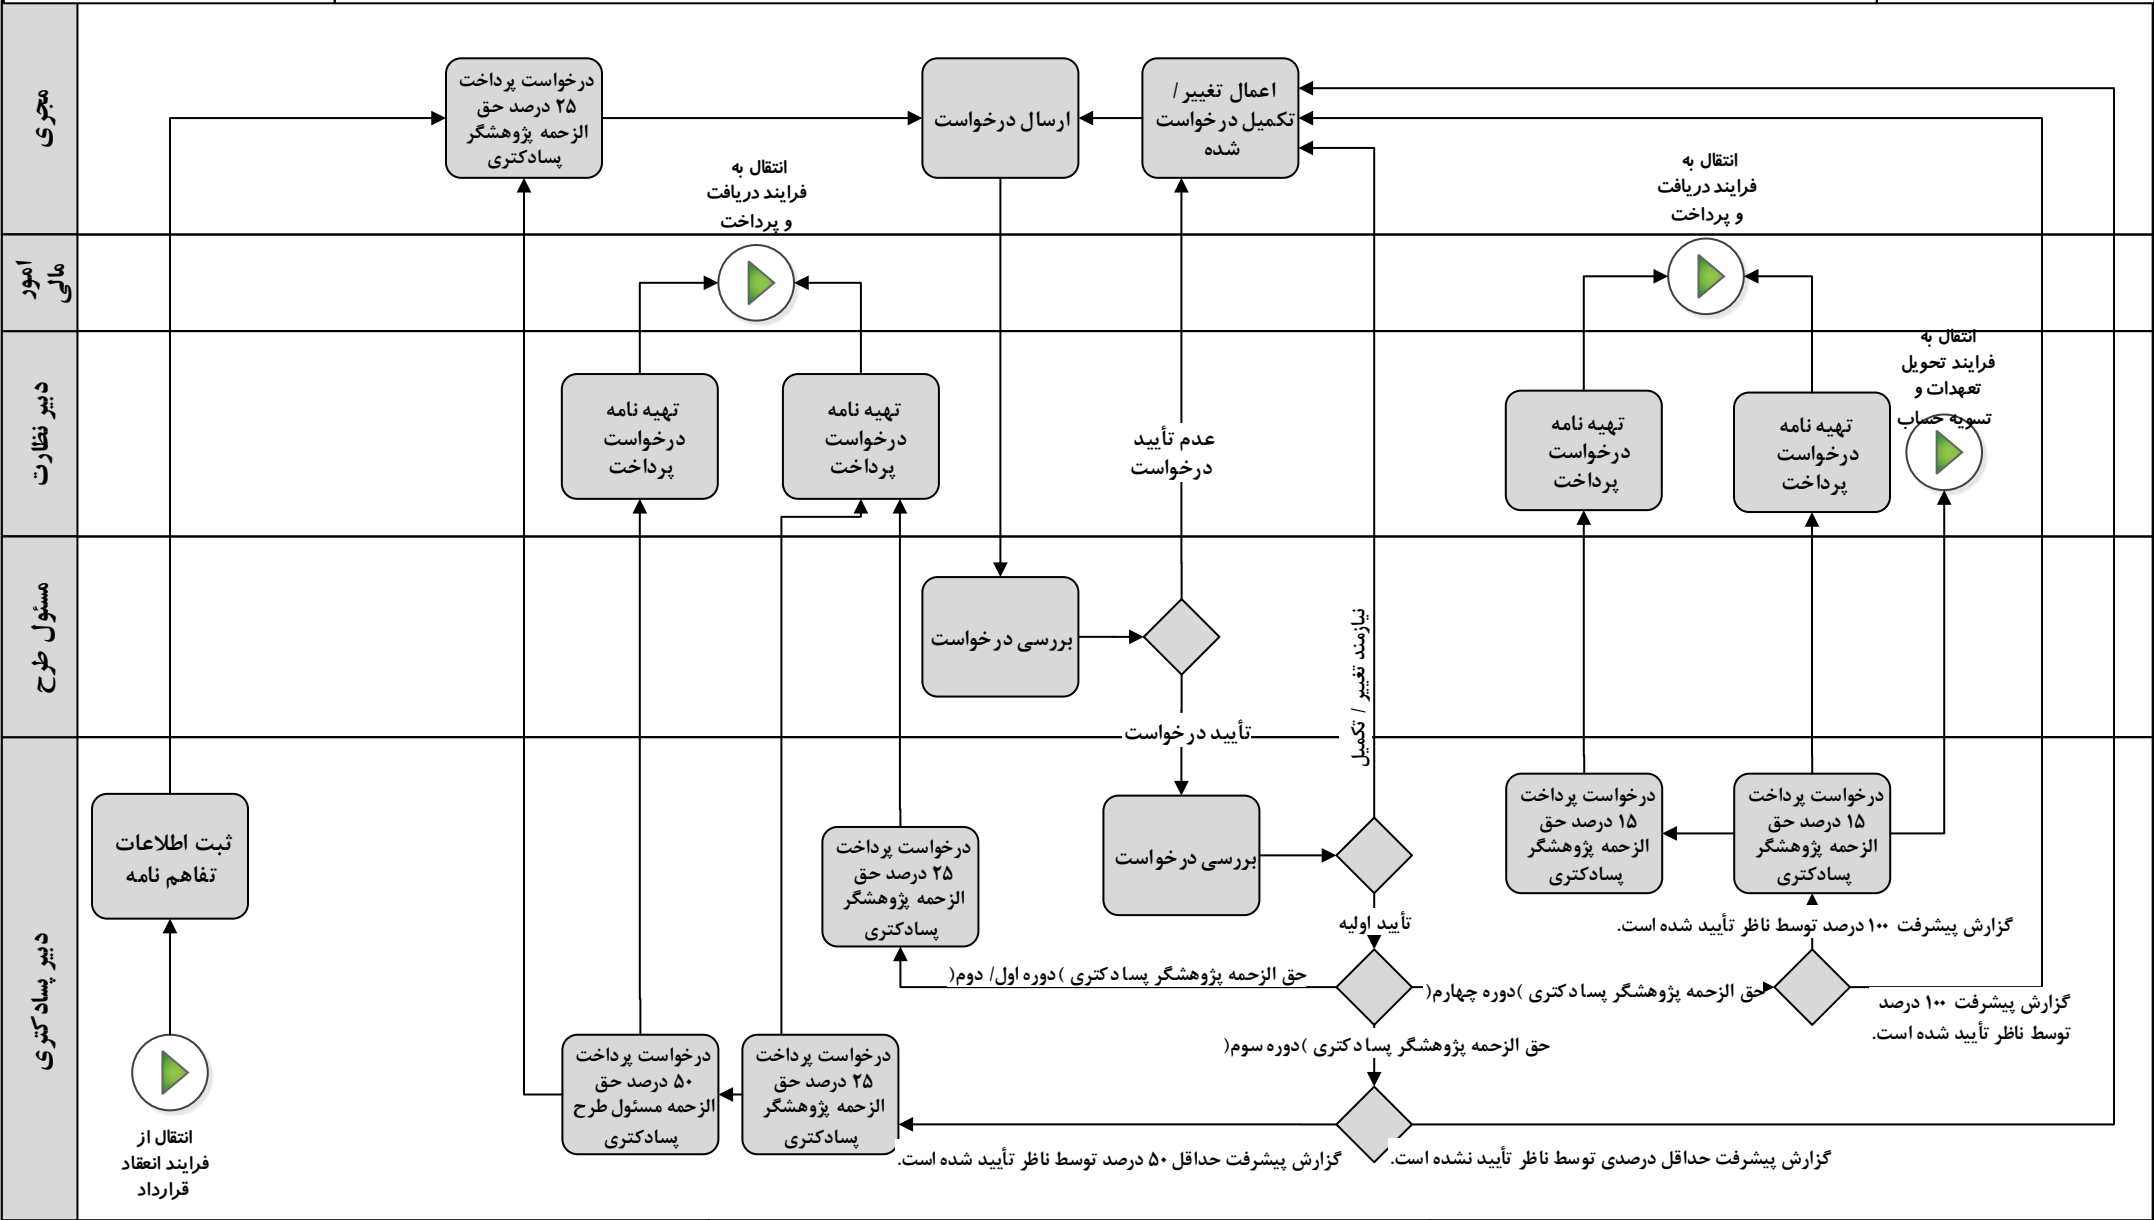 مجری
درخواست پرداخت
۲۵ درصد حق
الزحمه پژوهشگر
پسادکتری
ارسال درخواست
اعمال تغییر /
تکمیل درخواست
شده
انتقال به
فرایند دریافت
و پرداخت
انتقال به
فرایند دریافت
و پرداخت
امور
مالی
دبیر نظارت
تهیه نامه
درخواست
پرداخت
تهیه نامه
درخواست
پرداخت
عدم تأیید
درخواست
تهیه نامه
درخواست
پرداخت
تهیه نامه
درخواست
پرداخت
انتقال به
فرایند تحویل
تعهدات و
تسویه حساب
مسئول طرح
بررسی درخواست
نیازمند تغییر / تکمیل
تأیید درخواست
دبیر پسادکتری
ثبت اطلاعات
تفاهم نامه
درخواست پرداخت
۲۵ درصد حق
الزحمه پژوهشگر
پسادکتری
بررسی درخواست
درخواست پرداخت
۱۵ درصد حق
الزحمه پژوهشگر
پسادکتری
درخواست پرداخت
۱۵ درصد حق
الزحمه پژوهشگر
پسادکتری
تأیید اولیه
گزارش پیشرفت ۱۰۰ درصد توسط ناظر تأیید شده است.
حق الزحمه پژوهشگر پسادکتری )دوره اول/ دوم(
حق الزحمه پژوهشگر پسادکتری )دوره چهارم(
گزارش پیشرفت ۱۰۰ درصد
توسط ناظر تأیید شده است.
حق الزحمه پژوهشگر پسادکتری )دوره سوم(
درخواست پرداخت
۵۰ درصد حق
الزحمه مسئول طرح
پسادکتری
درخواست پرداخت
۲۵ درصد حق
الزحمه پژوهشگر
پسادکتری
گزارش پیشرفت حداقل ۵۰ درصد توسط ناظر تأیید شده است.
گزارش پیشرفت حداقل درصدی توسط ناظر تأیید نشده است.
انتقال از
فرایند انعقاد
قرارداد